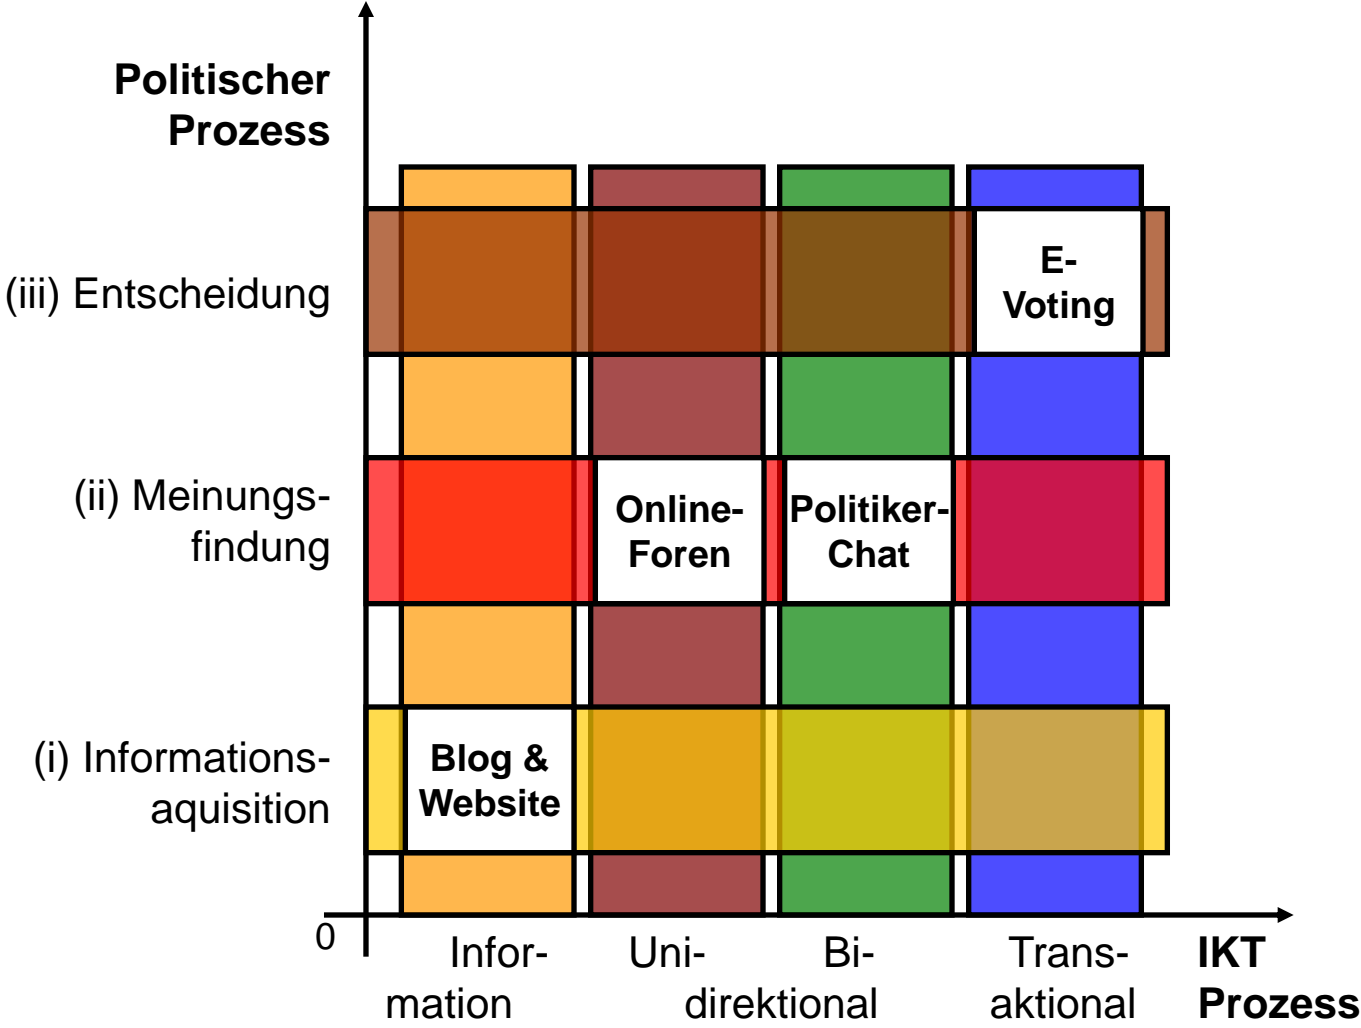 Politischer
Prozess
(iii) Entscheidung
E-
Voting
(ii) Meinungs-
findung
Online-
Foren
Politiker-
Chat
(i) Informations-
aquisition
Blog &
Website
0
Infor-
mation
Uni-
Bi-
direktional
Trans-
aktional
IKT
Prozess